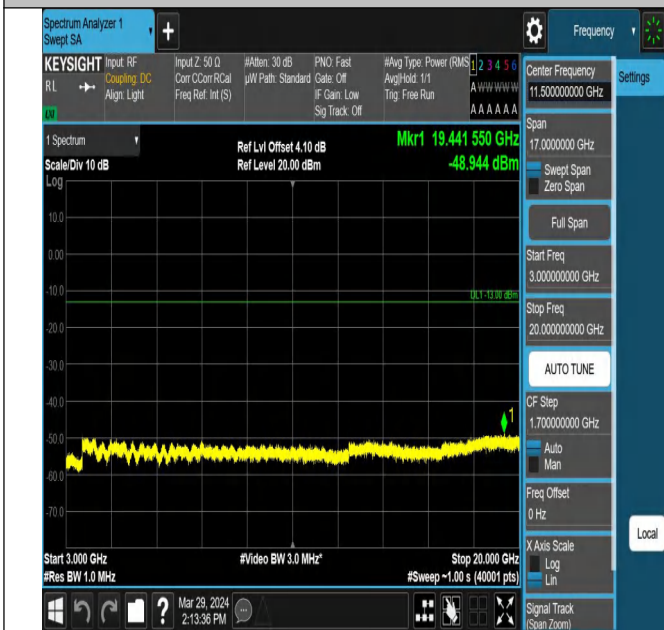 Spectrum Analyzer 1
Swept SA
Frequency
KEYSIGHT
RL
Input: RF
Coupling: DC
Align: Light
Input Z: 50 Ω
Corr CCorr RCal
Freq Ref: Int (S)
#Atten: 30 dB
µW Path: Standard
PNO: Fast
Gate: Off
IF Gain: Low
Sig Track: Off
#Avg Type: Power (RMS
Avg|Hold: 1/1
Trig: Free Run
1 2 3 4 5 6
A W W W W W
A A A A A A
1 Spectrum
Scale/Div 10 dB
Ref Lvl Offset 4.10 dB
Ref Level 20.00 dBm
Mkr1 19.441 550 GHz
-48.944 dBm
Log
10.0
0.00
-10.0
DL1 -13.00 dBm
-20.0
-30.0
-40.0
1
-50.0
-60.0
-70.0
Start 3.000 GHz
#Res BW 1.0 MHz
#Video BW 3.0 MHz*
Stop 20.000 GHz
#Sweep ~1.00 s (40001 pts)
Mar 29, 2024
2:13:36 PM
Center Frequency
11.500000000 GHz
Settings
Span
17.0000000 GHz
Swept Span
Zero Span
Full Span
Start Freq
3.000000000 GHz
Stop Freq
20.000000000 GHz
AUTO TUNE
CF Step
1.700000000 GHz
Auto
Man
Freq Offset
0 Hz
X Axis Scale
Log
Lin
Local
Signal Track
(Span Zoom)